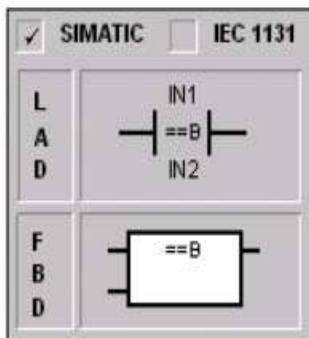 ✓ SIMATIC IEC 1131
L
A
D
IN1
==B
IN2
F
B
D
==B